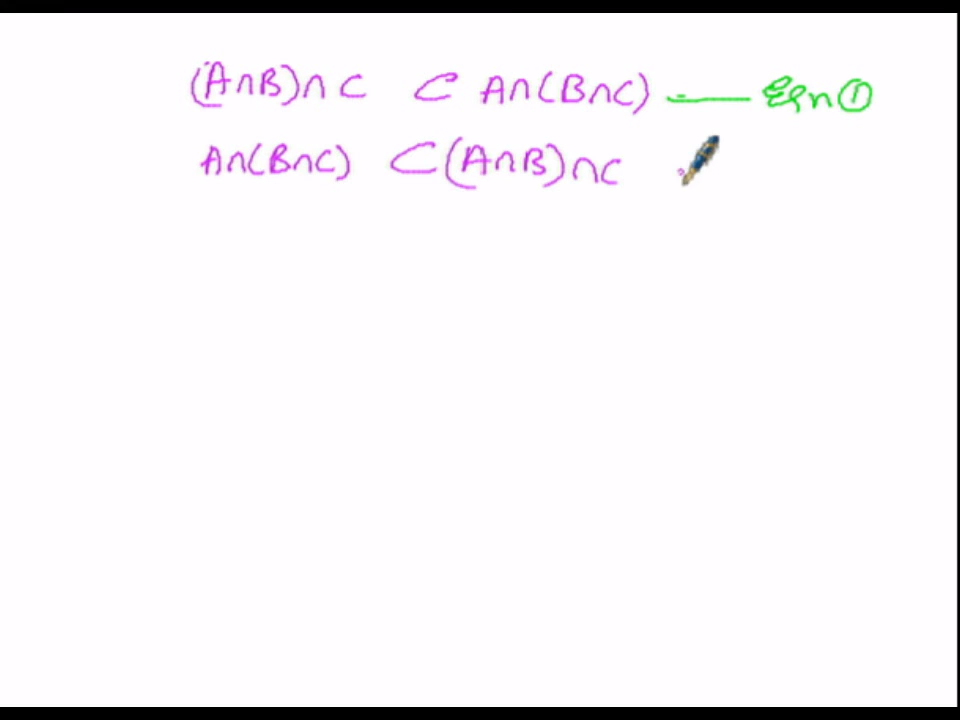 (A∩B)∩C ⊂ A∩(B∩C) —— Eqn ①
A∩(B∩C) ⊂ (A∩B)∩C